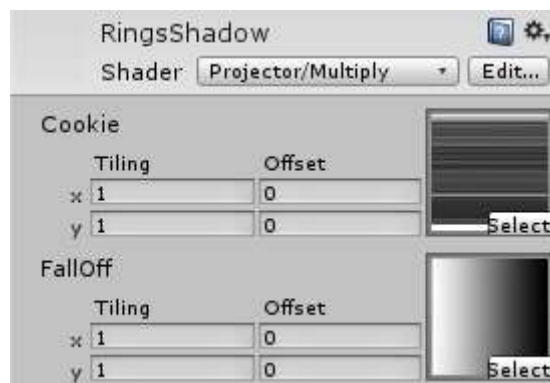 RingsShadow
Shader Projector/Multiply Edit...
Cookie
Tiling Offset
x 1 0
y 1 0
Select
FallOff
Tiling Offset
x 1 0
y 1 0
Select